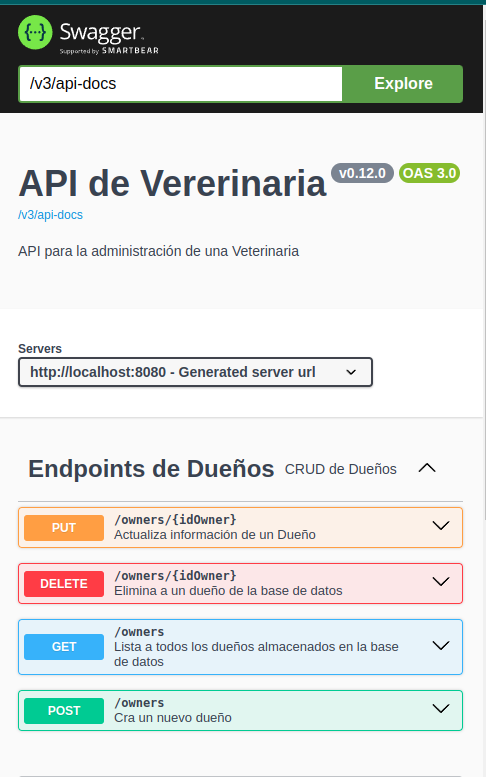 Swagger
Supported by SMARTBEAR
/v3/api-docs
Explore
API de Vererinaria v0.12.0 OAS 3.0
/v3/api-docs
API para la administración de una Veterinaria
Servers
http://localhost:8080 - Generated server url
Endpoints de Dueños CRUD de Dueños
PUT
/owners/{idOwner}
Actualiza información de un Dueño
DELETE
/owners/{idOwner}
Elimina a un dueño de la base de datos
GET
/owners
Lista a todos los dueños almacenados en la base
de datos
POST
/owners
Cra un nuevo dueño